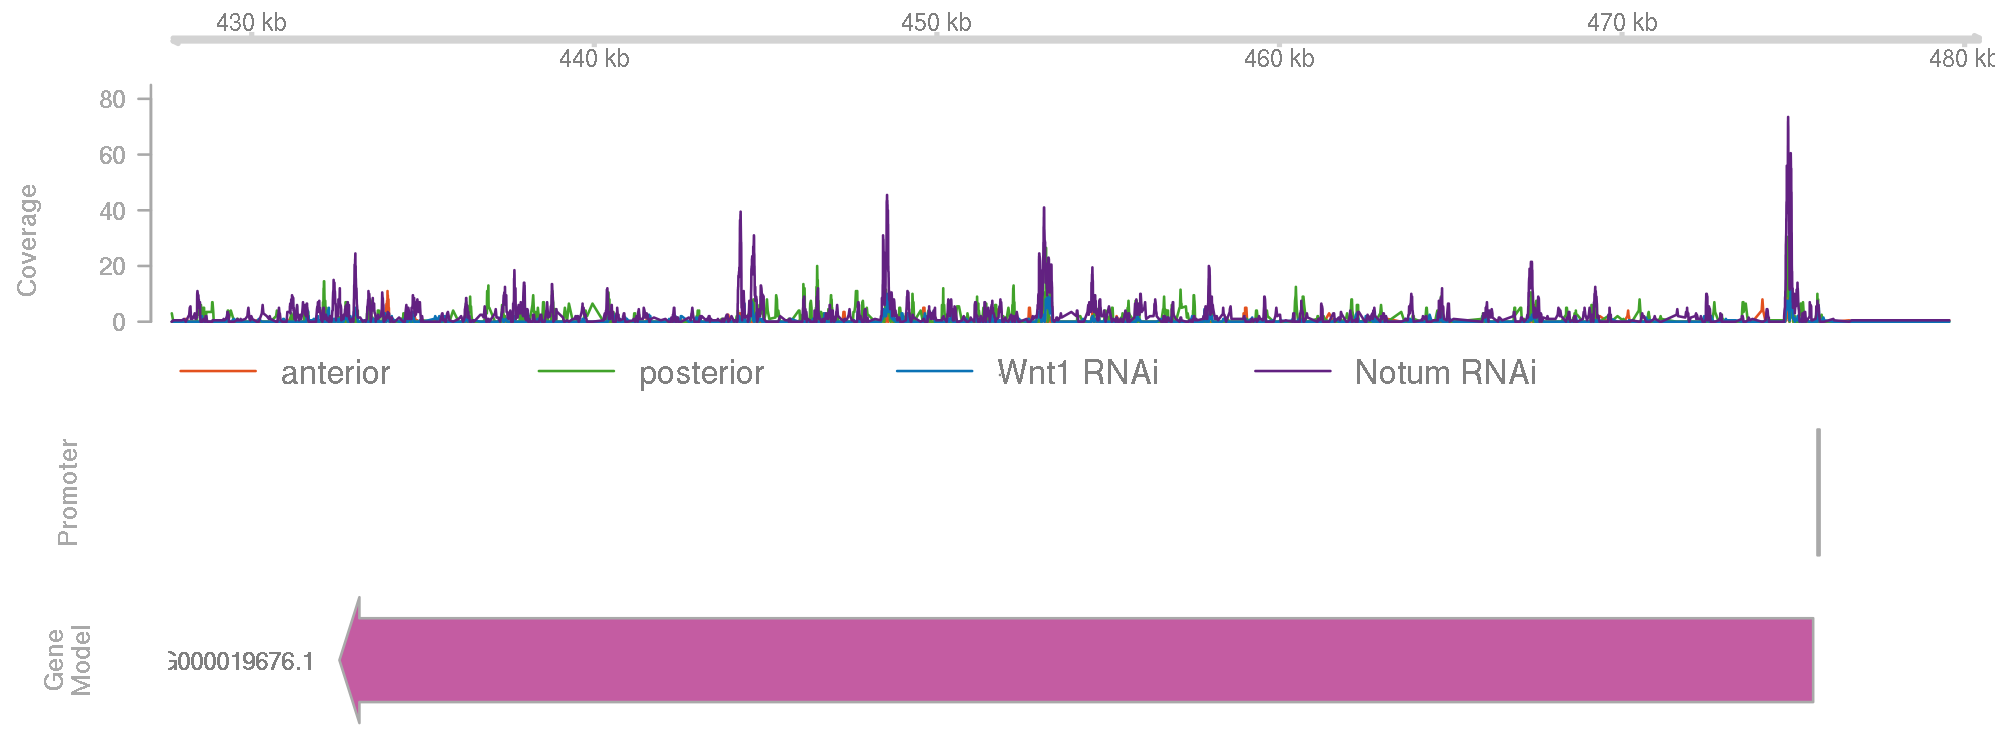 430 kb 450 kb 470 kb
440 kb 460 kb 480 kb
80
60
40
20
0
Coverage
anterior posterior Wnt1 RNAi Notum RNAi
Promoter
Gene
Model
G000019676.1